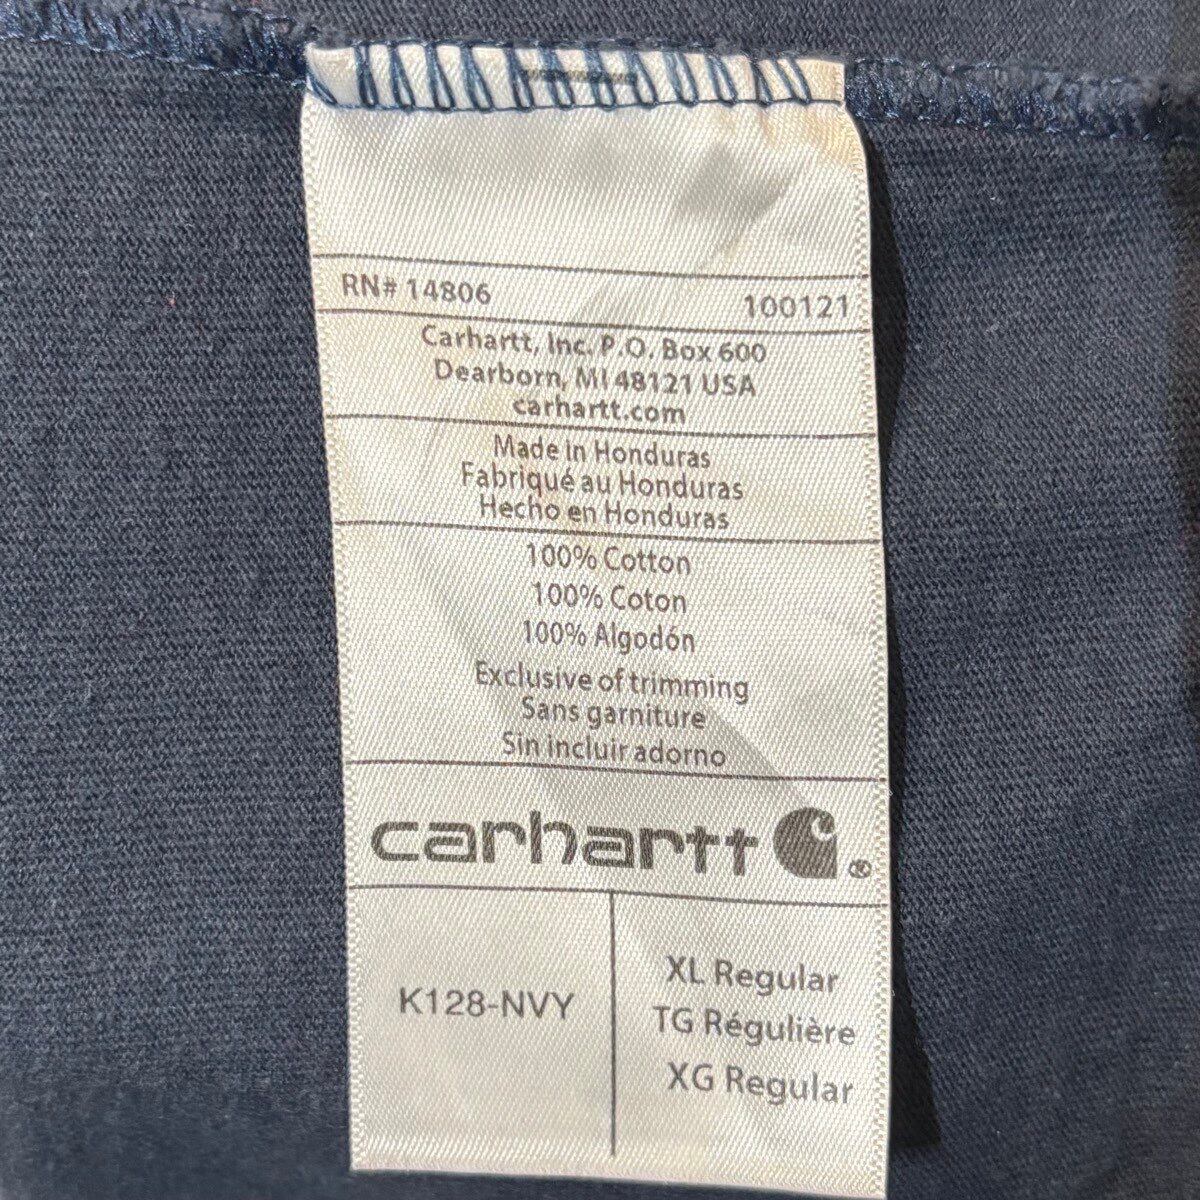 RN# 14806 100121
Carhartt, Inc. P.O. Box 600
Dearborn, MI 48121 USA
carhartt.com
Made in Honduras
Fabriqué au Honduras
Hecho en Honduras
100% Cotton
100% Coton
100% Algodón
Exclusive of trimming
Sans garniture
Sin incluir adorno
carhartt ®
K128-NVY
XL Regular
TG Régulière
XG Regular